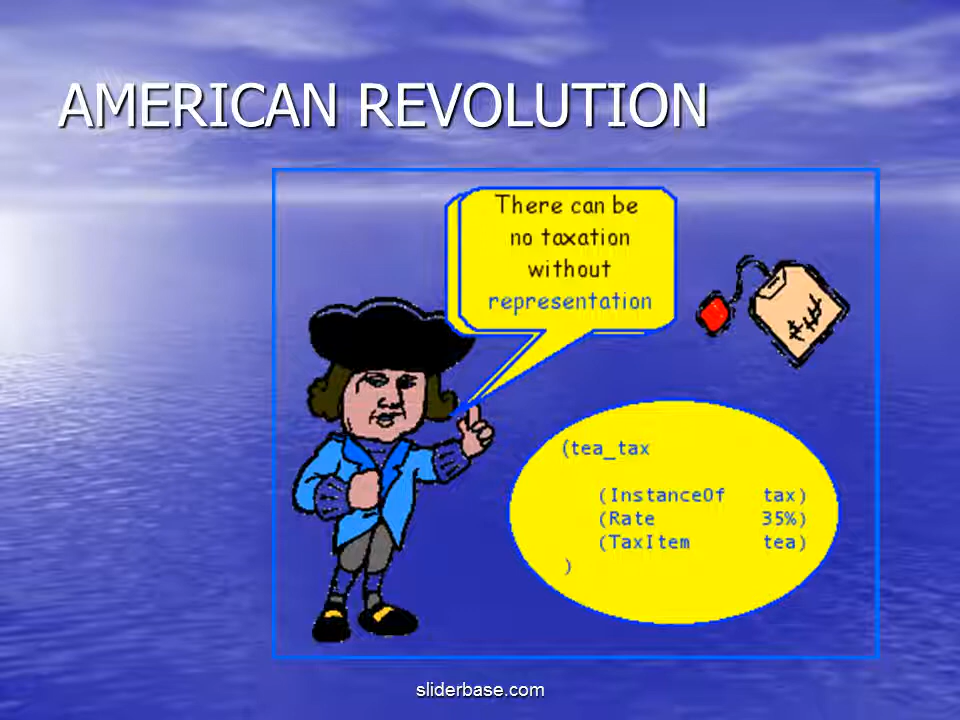 AMERICAN REVOLUTION
There can be
no taxation
without
representation
(tea_tax
(InstanceOf tax)
(Rate 35%)
(TaxItem tea)
)
sliderbase.com